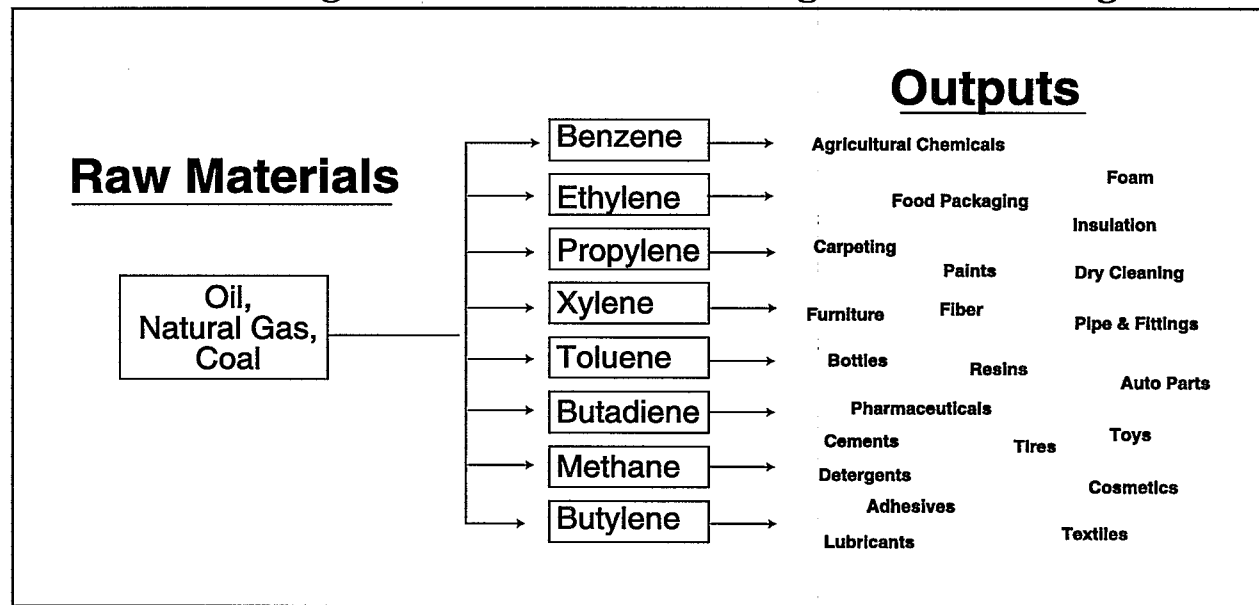 Outputs
Raw Materials
Oil,
Natural Gas,
Coal
Benzene
Ethylene
Propylene
Xylene
Toluene
Butadiene
Methane
Butylene
Agricultural Chemicals
Foam
Food Packaging
Insulation
Carpeting
Paints
Dry Cleaning
Furniture
Fiber
Pipe & Fittings
Bottles
Resins
Auto Parts
Pharmaceuticals
Cements
Tires
Toys
Detergents
Cosmetics
Adhesives
Lubricants
Textiles